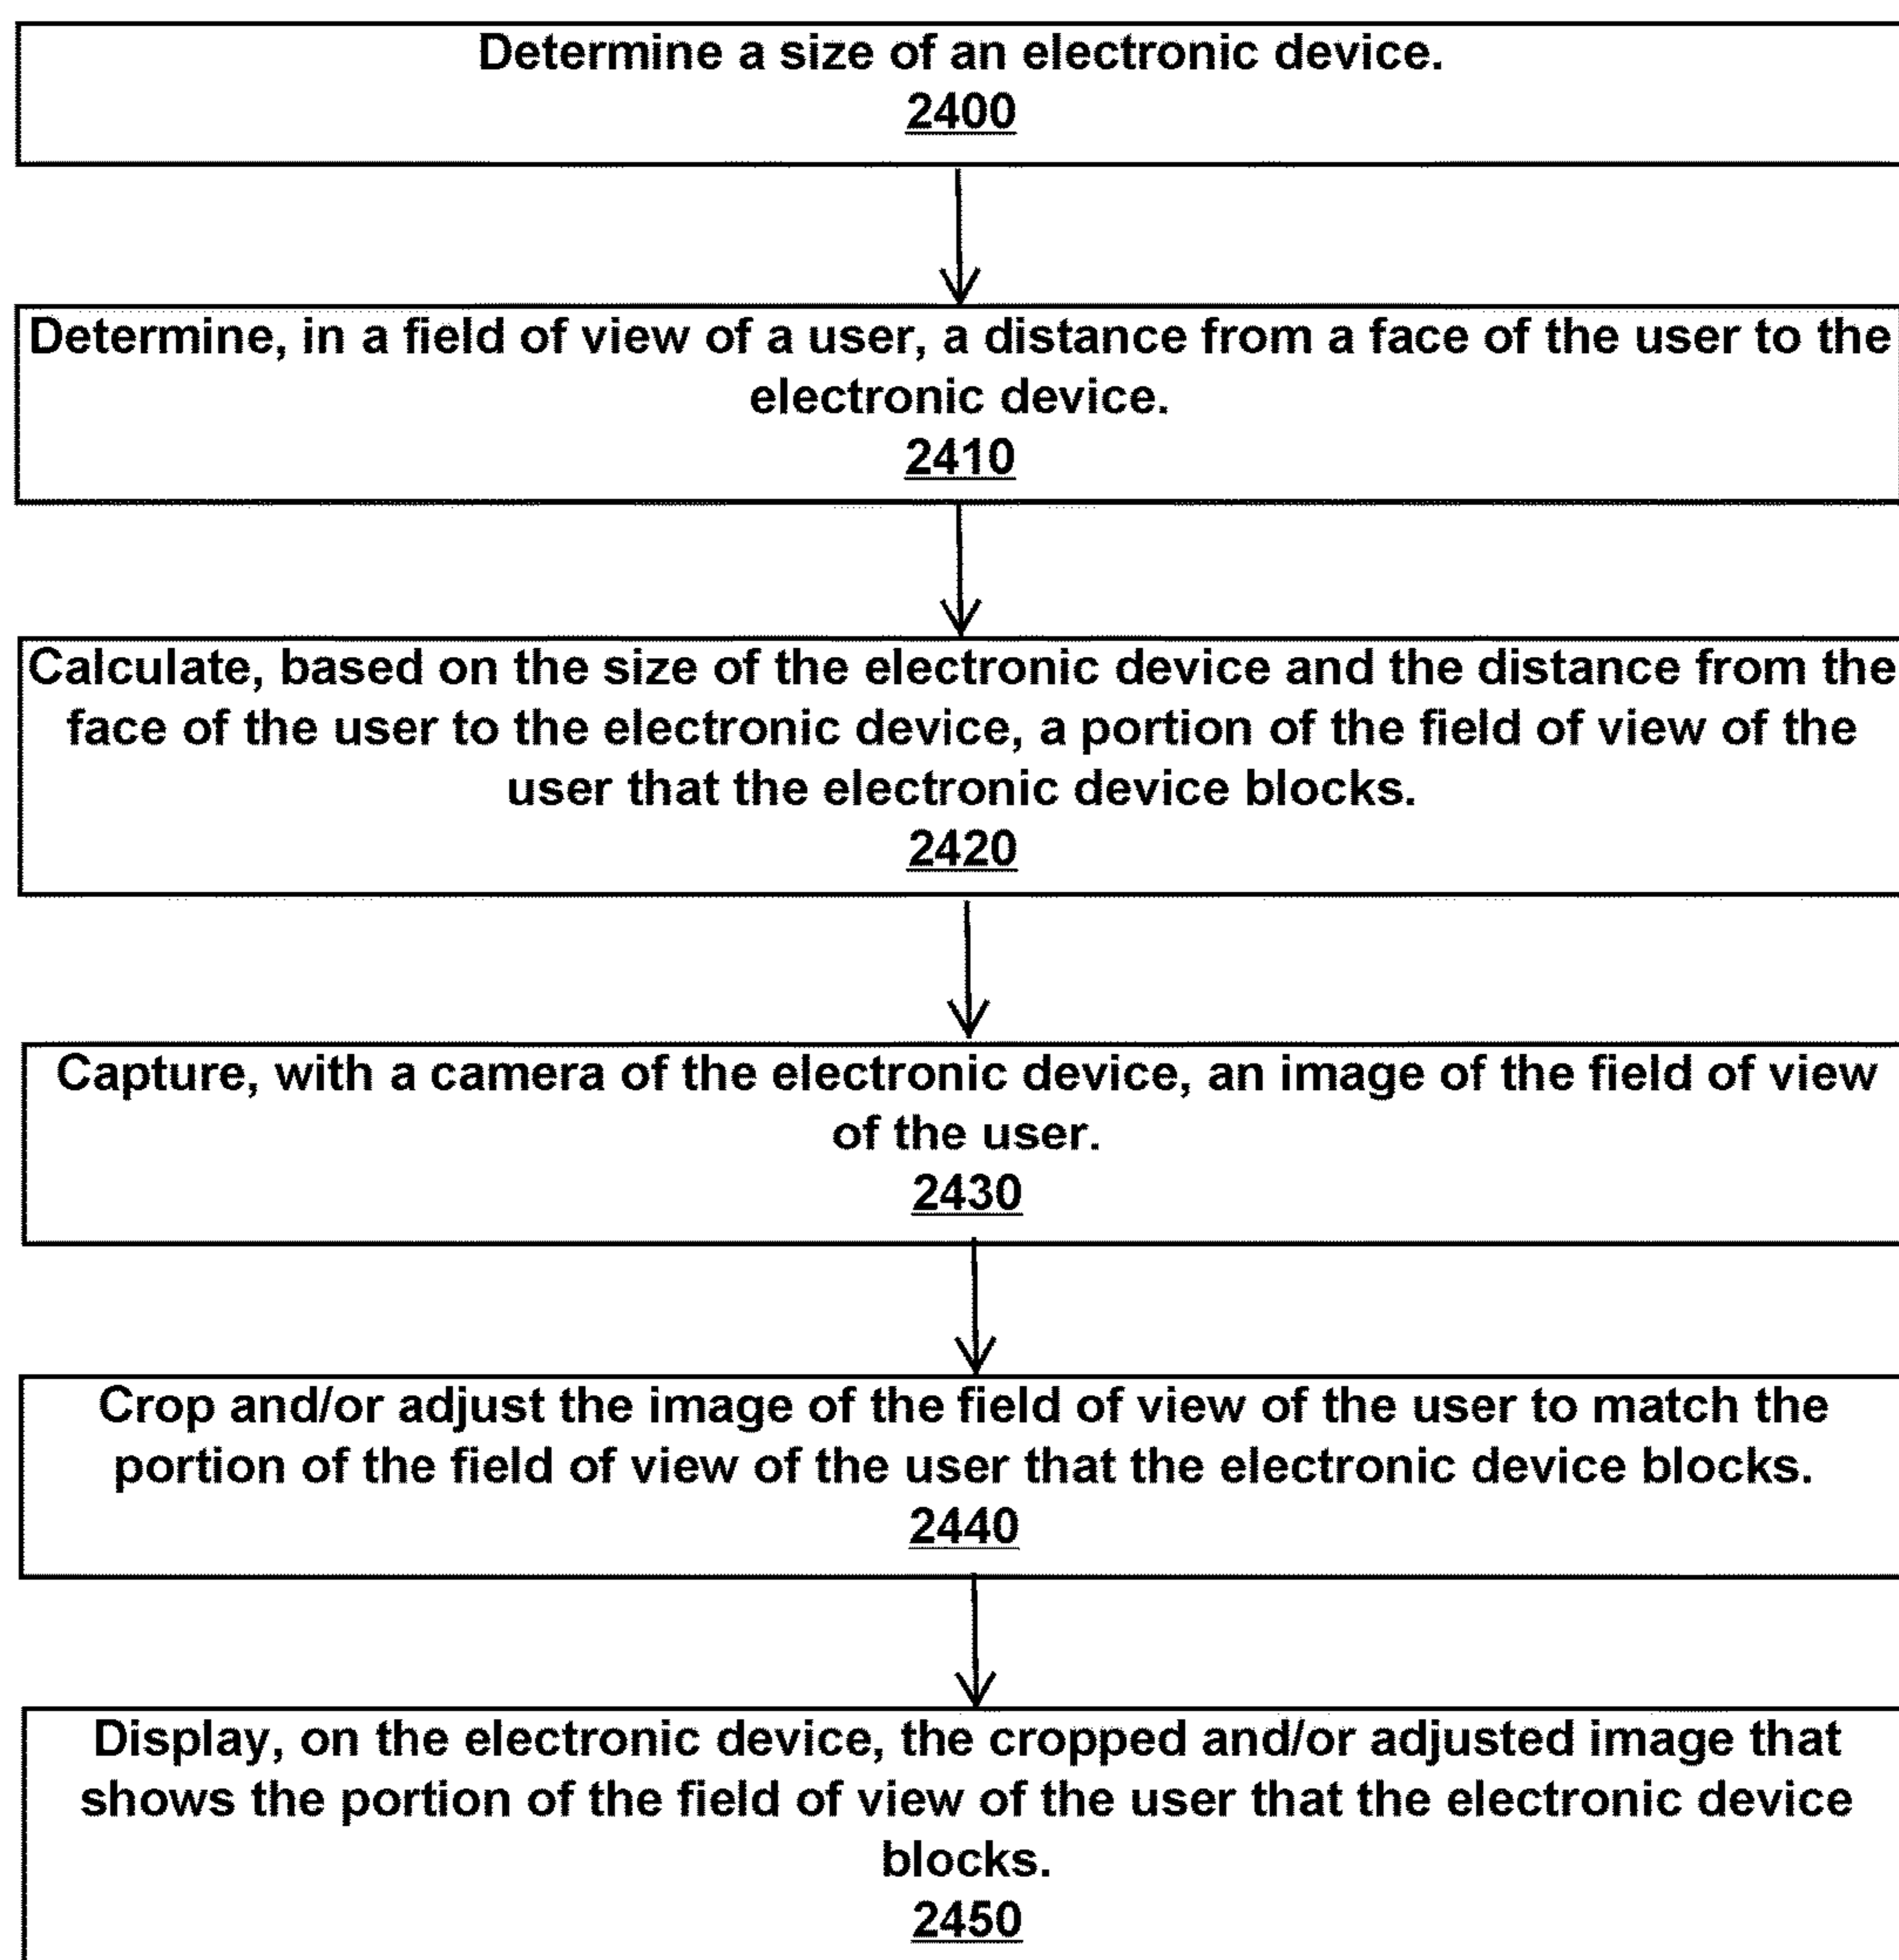 Determine a size of an electronic device.
2400
Determine, in a field of view of a user, a distance from a face of the user to the
electronic device.
2410
Calculate, based on the size of the electronic device and the distance from the
face of the user to the electronic device, a portion of the field of view of the
user that the electronic device blocks.
2420
Capture, with a camera of the electronic device, an image of the field of view
of the user.
2430
Crop and/or adjust the image of the field of view of the user to match the
portion of the field of view of the user that the electronic device blocks.
2440
Display, on the electronic device, the cropped and/or adjusted image that
shows the portion of the field of view of the user that the electronic device
blocks.
2450